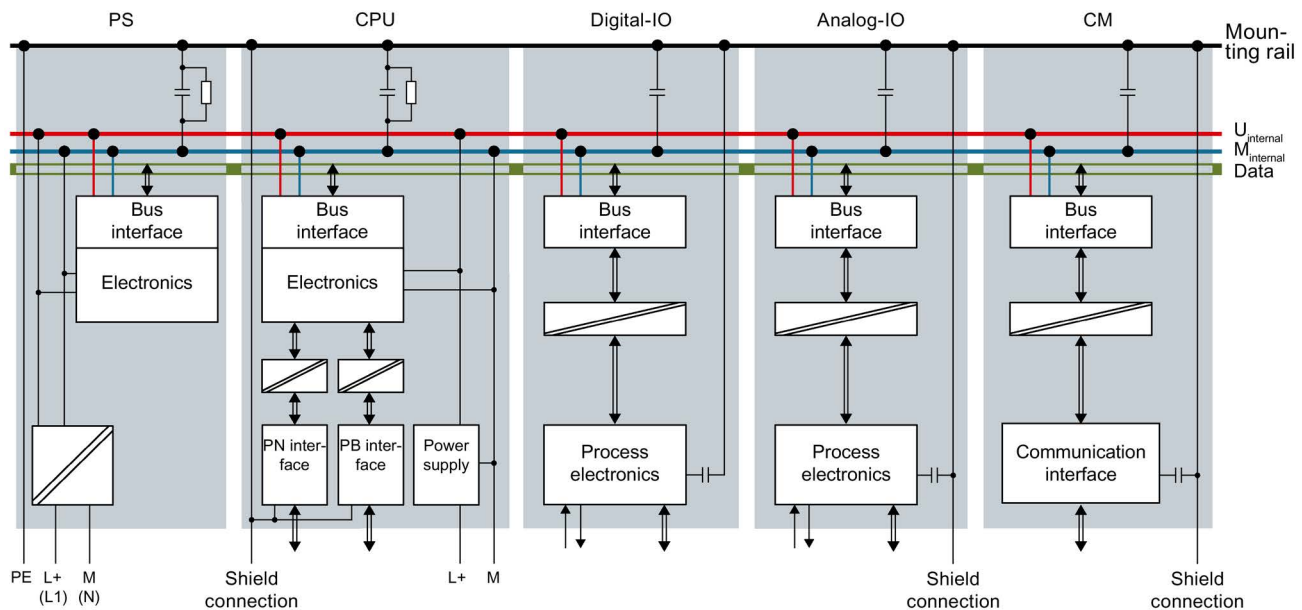 PS
CPU
Digital-IO
Analog-IO
CM
Moun-
ting rail
Uinternal
Minternal
Data
Bus
interface
Electronics
Bus
interface
Electronics
Bus
interface
Bus
interface
Bus
interface
PN inter-
face
PB inter-
face
Power
supply
Process
electronics
Process
electronics
Communication
interface
PE
L+
(L1)
M
(N)
Shield
connection
L+
M
Shield
connection
Shield
connection